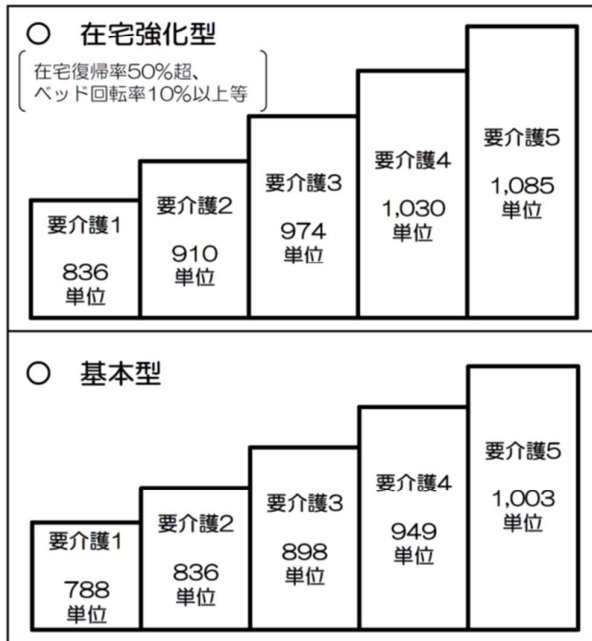 ○ 在宅強化型
在宅復帰率50%超、
ベッド回転率10%以上等
要介護1
836
単位
要介護2
910
単位
要介護3
974
単位
要介護4
1,030
単位
要介護5
1,085
単位
○ 基本型
要介護1
788
単位
要介護2
836
単位
要介護3
898
単位
要介護4
949
単位
要介護5
1,003
単位